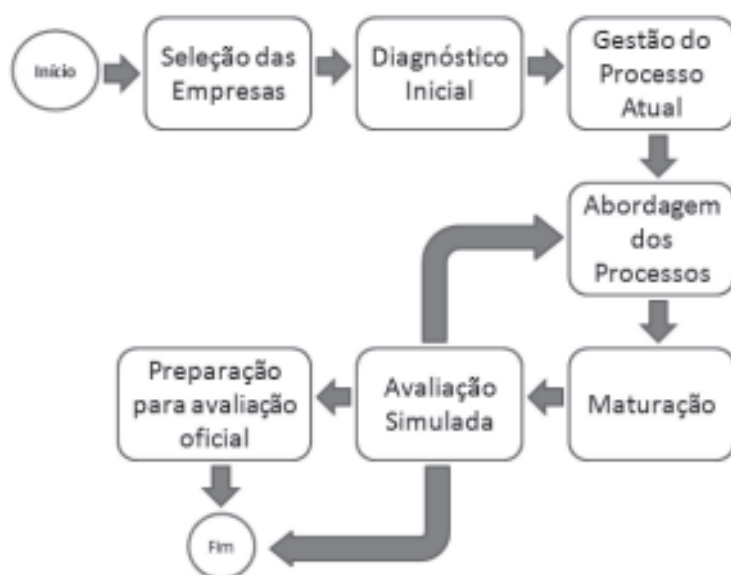 Início
Seleção das
Empresas
Diagnóstico
Inicial
Gestão do
Processo
Atual
Abordagem
dos
Processos
Maturação
Avaliação
Simulada
Preparação
para avaliação
oficial
Fim